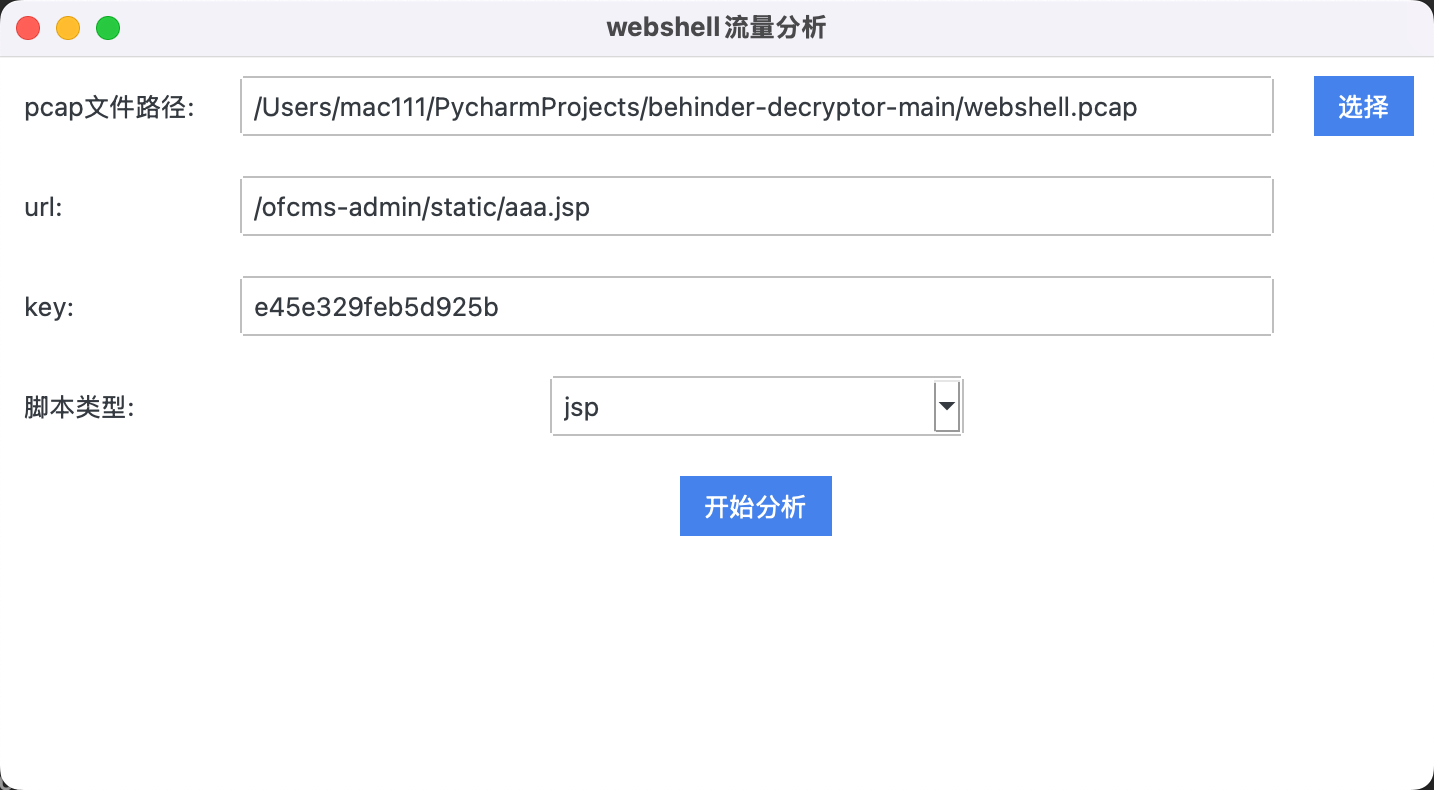 webshell流量分析
pcap文件路径: /Users/mac111/PycharmProjects/behinder-decryptor-main/webshell.pcap 选择
url: /ofcms-admin/static/aaa.jsp
key: e45e329feb5d925b
脚本类型: jsp
开始分析